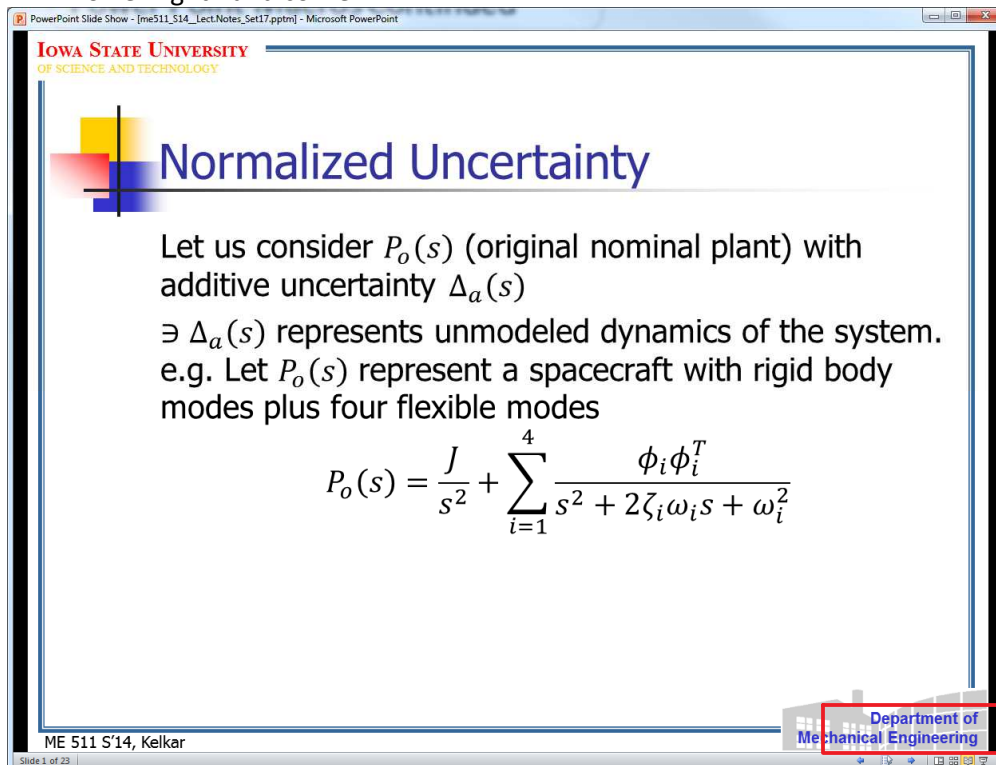 PowerPoint Slide Show - [me511_S14__Lect.Notes_Set17.pptm] - Microsoft PowerPoint
IOWA STATE UNIVERSITY
OF SCIENCE AND TECHNOLOGY
Normalized Uncertainty
Let us consider Pₒ(s) (original nominal plant) with
additive uncertainty Δₐ(s)
∋ Δₐ(s) represents unmodeled dynamics of the system.
e.g. Let Pₒ(s) represent a spacecraft with rigid body
modes plus four flexible modes
Pₒ(s) = J/s² + ∑_{i=1}^{4} ϕᵢϕᵢᵀ/(s² + 2ζᵢωᵢs + ωᵢ²)
Department of
Mechanical Engineering
ME 511 S'14, Kelkar
Slide 1 of 23